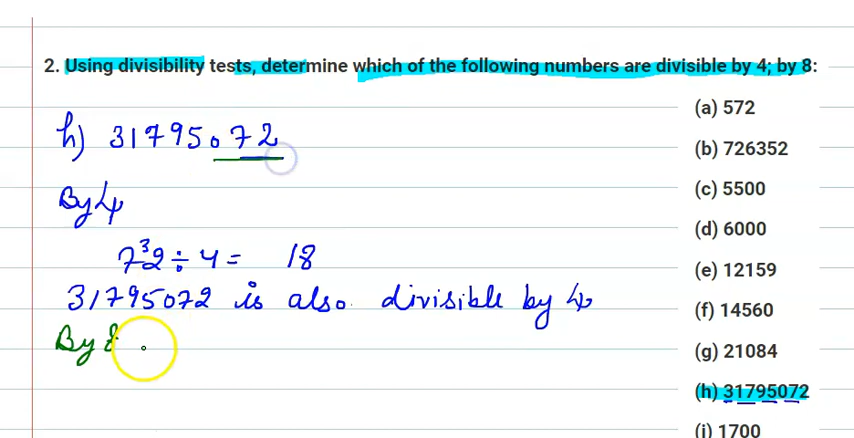 2. Using divisibility tests, determine which of the following numbers are divisible by 4; by 8:
h) 31795072
By 4
7³2 ÷ 4 = 18
31795072 is also divisible by 4
By 8
(a) 572
(b) 726352
(c) 5500
(d) 6000
(e) 12159
(f) 14560
(g) 21084
(h) 31795072
(i) 1700